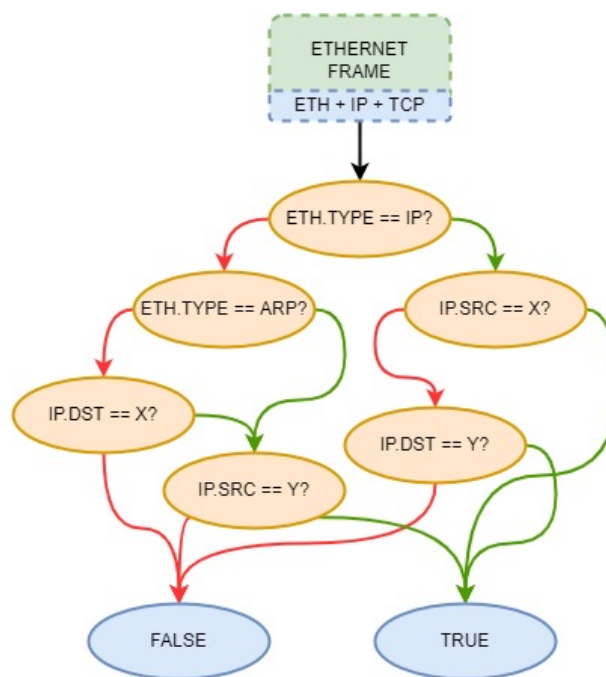 ETHERNET
FRAME
ETH + IP + TCP
ETH.TYPE == IP?
ETH.TYPE == ARP?
IP.SRC == X?
IP.DST == X?
IP.DST == Y?
IP.SRC == Y?
FALSE
TRUE